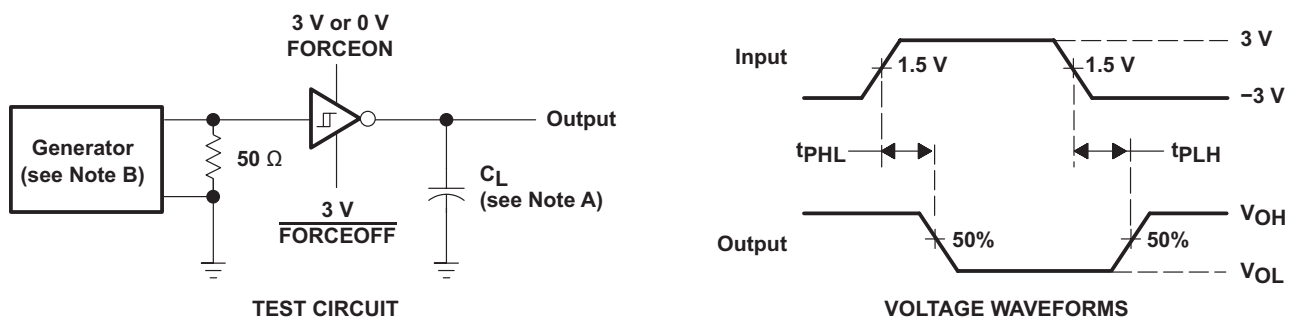 3 V or 0 V
FORCEON
Generator
(see Note B)
50 Ω
Output
CL
(see Note A)
3 V
FORCEOFF
TEST CIRCUIT
Input
3 V
1.5 V
1.5 V
−3 V
tPHL
tPLH
Output
50%
50%
VOH
VOL
VOLTAGE WAVEFORMS